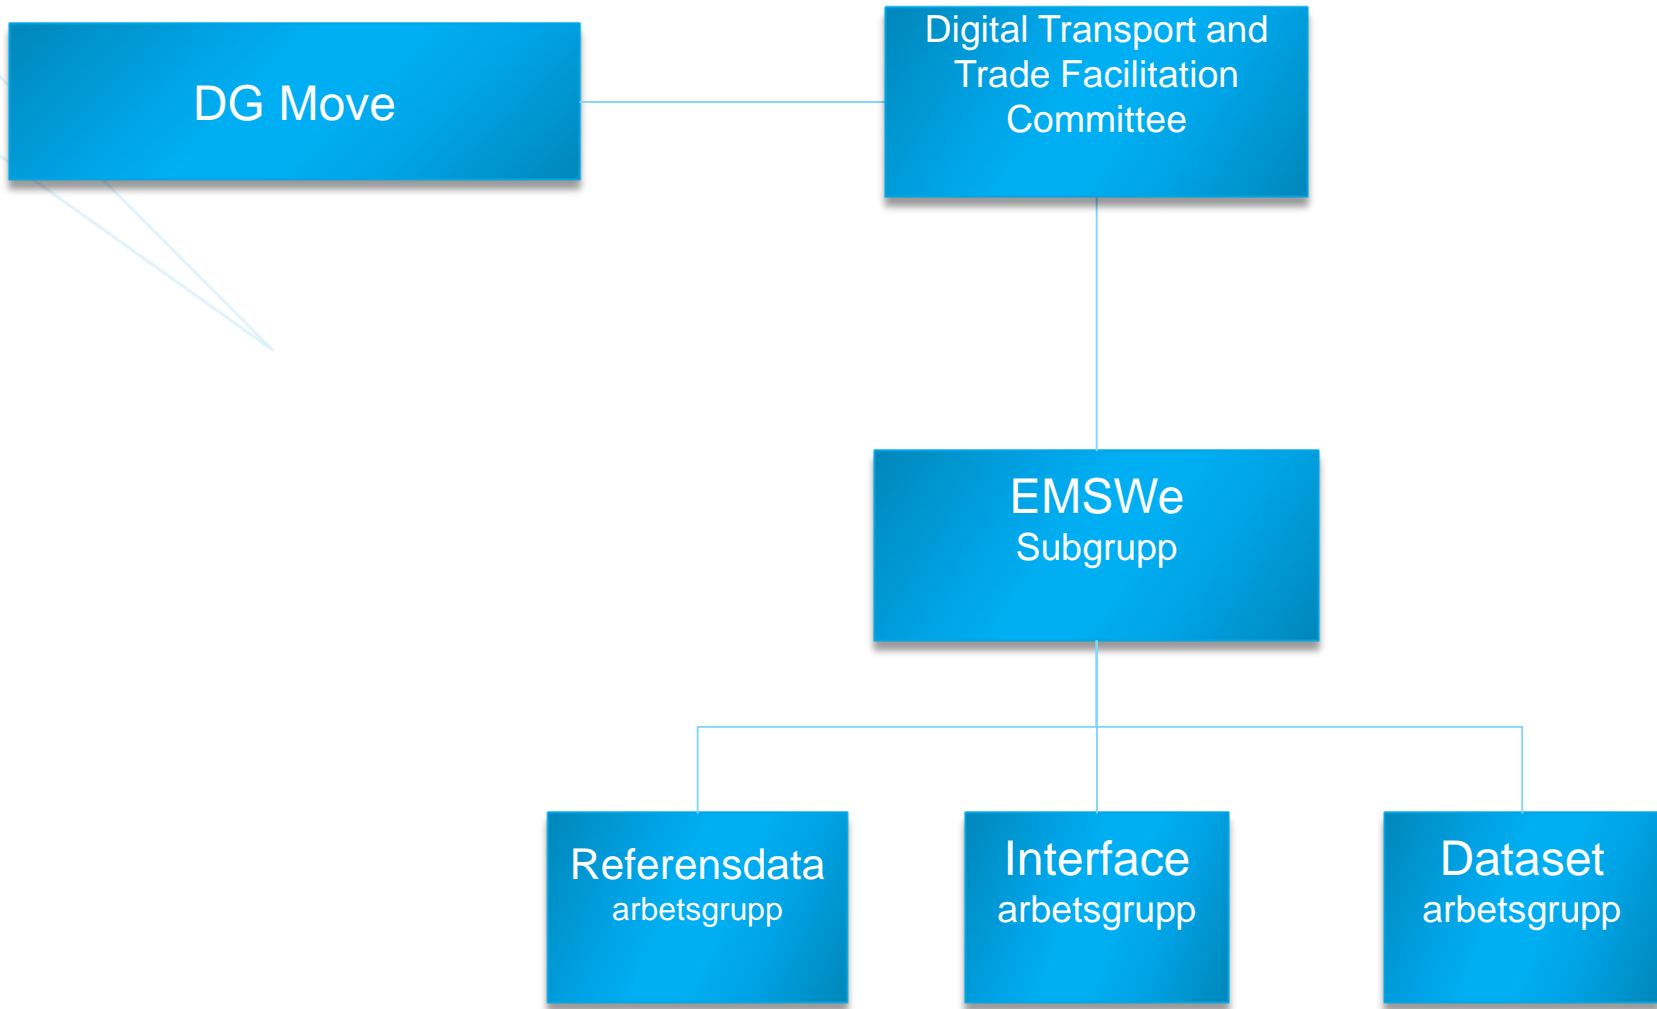 DG Move
Digital Transport and
Trade Facilitation
Committee
EMSWe
Subgrupp
Referensdata
arbetsgrupp
Interface
arbetsgrupp
Dataset
arbetsgrupp